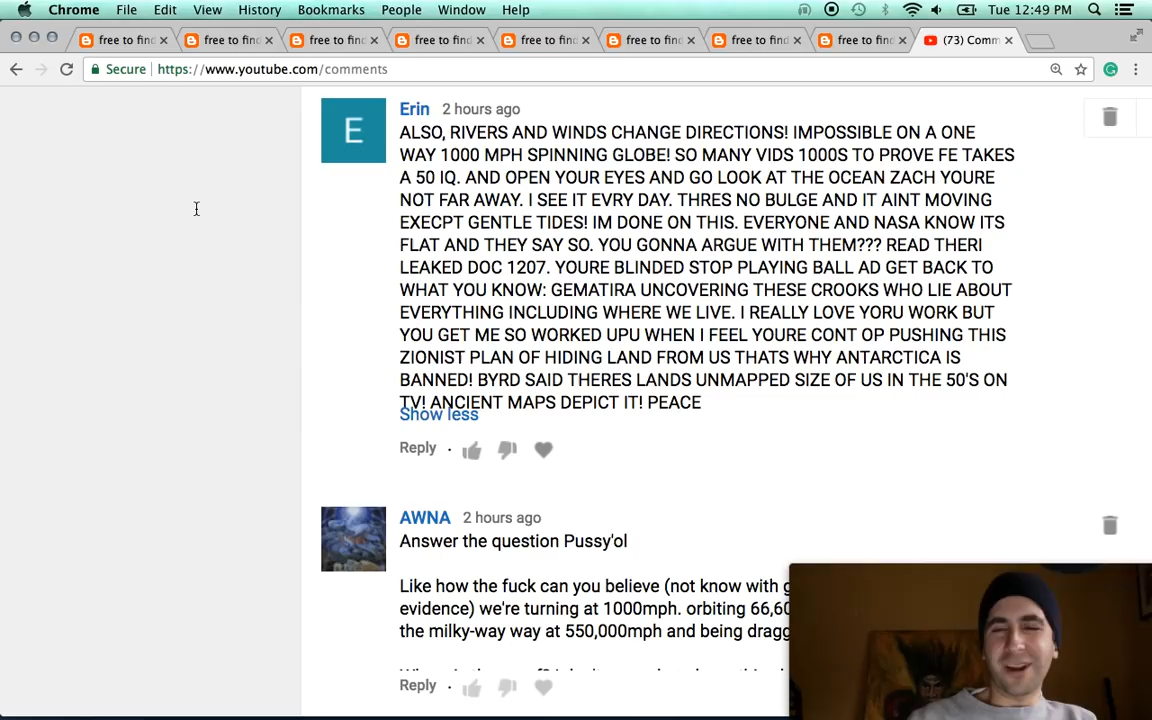 Chrome File Edit View History Bookmarks People Window Help Tue 12:49 PM
free to find free to find free to find free to find free to find free to find free to find free to find (73) Comm
Secure https://www.youtube.com/comments
Erin 2 hours ago
E
ALSO, RIVERS AND WINDS CHANGE DIRECTIONS! IMPOSSIBLE ON A ONE
WAY 1000 MPH SPINNING GLOBE! SO MANY VIDS 1000S TO PROVE FE TAKES
A 50 IQ. AND OPEN YOUR EYES AND GO LOOK AT THE OCEAN ZACH YOURE
NOT FAR AWAY. I SEE IT EVRY DAY. THRES NO BULGE AND IT AINT MOVING
EXECPT GENTLE TIDES! IM DONE ON THIS. EVERYONE AND NASA KNOW ITS
FLAT AND THEY SAY SO. YOU GONNA ARGUE WITH THEM??? READ THERI
LEAKED DOC 1207. YOURE BLINDED STOP PLAYING BALL AD GET BACK TO
WHAT YOU KNOW: GEMATIRA UNCOVERING THESE CROOKS WHO LIE ABOUT
EVERYTHING INCLUDING WHERE WE LIVE. I REALLY LOVE YORU WORK BUT
YOU GET ME SO WORKED UPU WHEN I FEEL YOURE CONT OP PUSHING THIS
ZIONIST PLAN OF HIDING LAND FROM US THATS WHY ANTARCTICA IS
BANNED! BYRD SAID THERES LANDS UNMAPPED SIZE OF US IN THE 50'S ON
TV! ANCIENT MAPS DEPICT IT! PEACE
Show less
Reply
AWNA 2 hours ago
Answer the question Pussy'ol
Like how the fuck can you believe (not know with
evidence) we're turning at 1000mph. orbiting
the milky-way way at 550,000mph and being
Reply